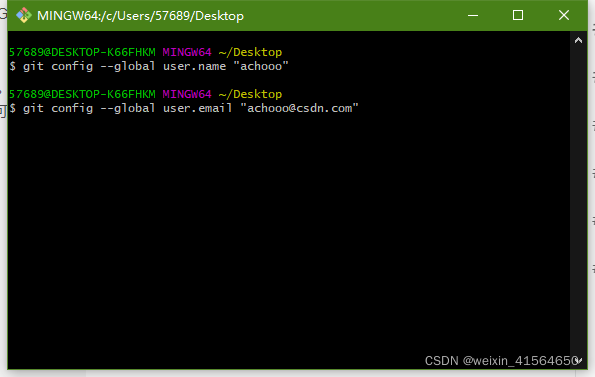 MINGW64:/c/Users/57689/Desktop
57689@DESKTOP-K66FHKM MINGW64 ~/Desktop
$ git config --global user.name "achooo"
57689@DESKTOP-K66FHKM MINGW64 ~/Desktop
$ git config --global user.email "achooo@csdn.com"
CSDN @weixin_41564650